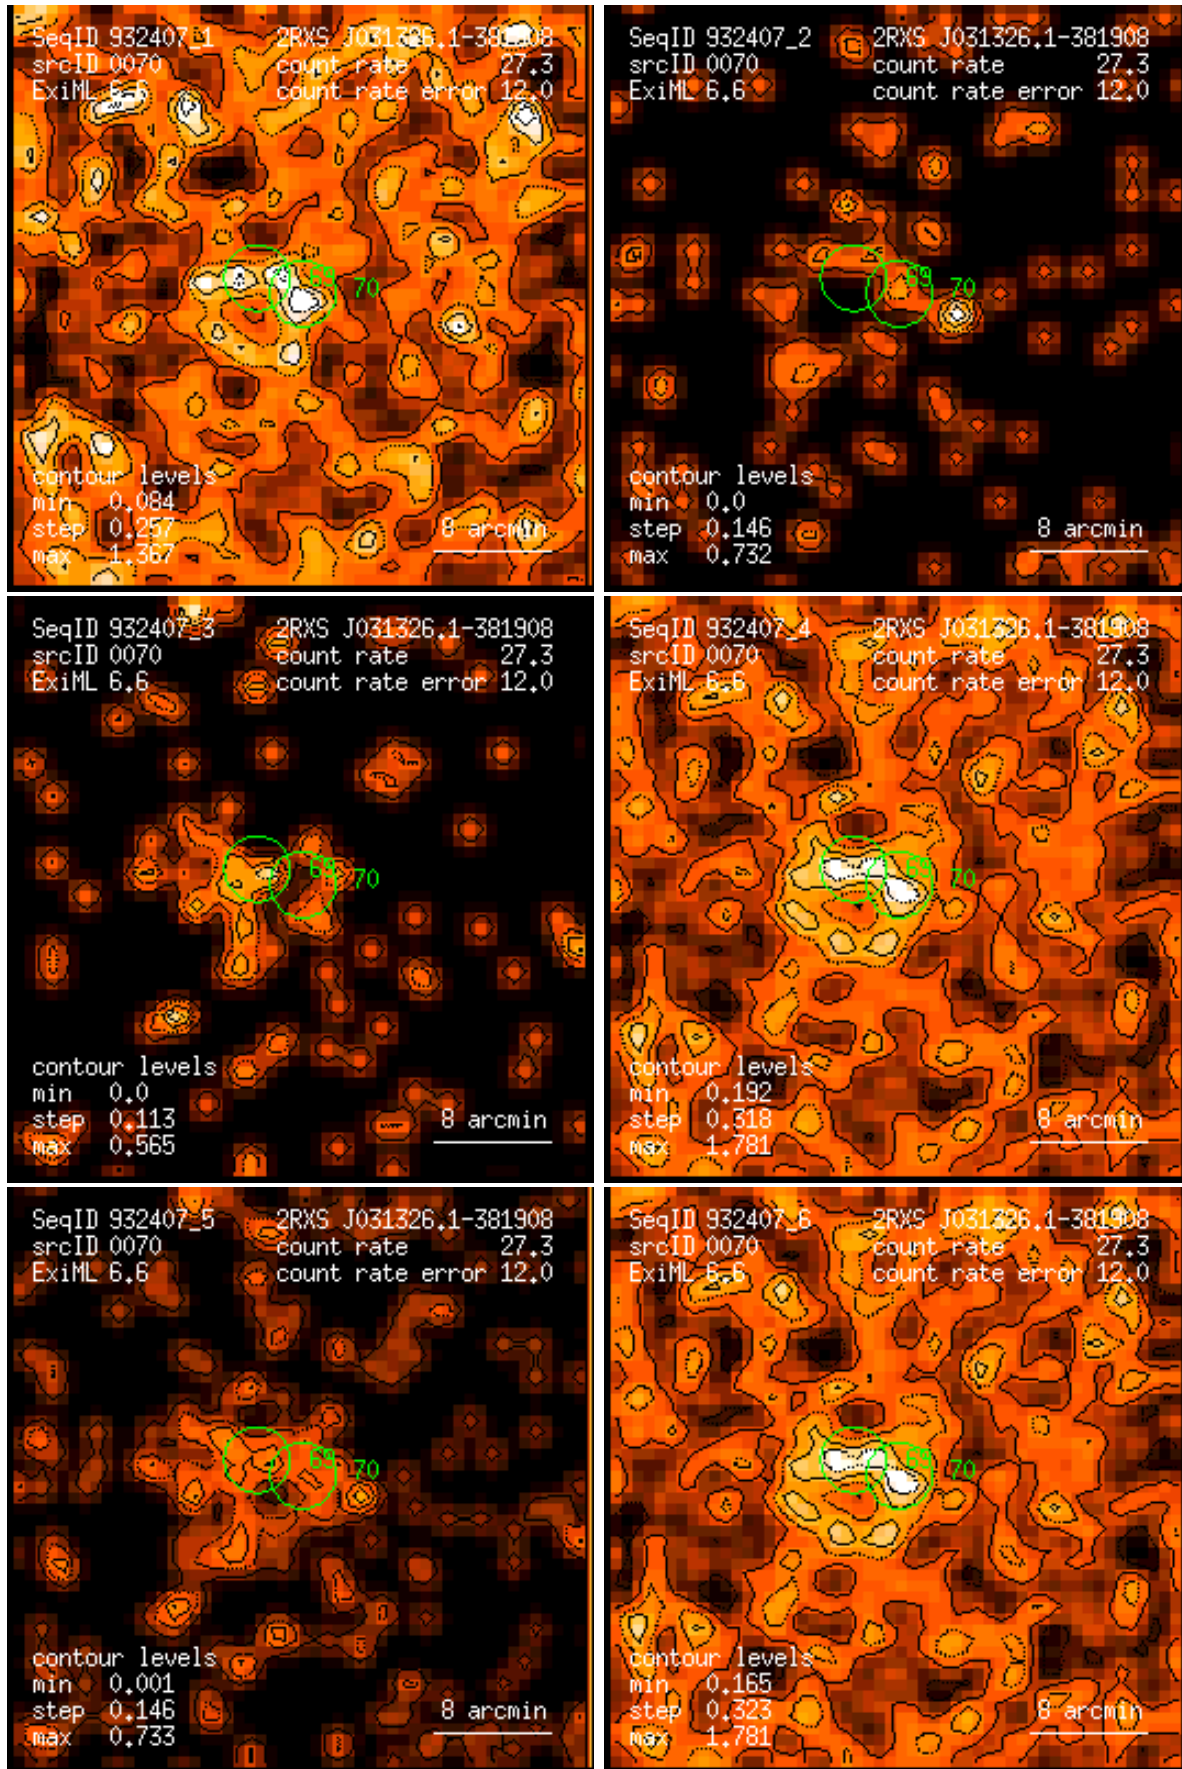 SeqID 932407_1 2RXS J031326.1-381908
srcID 0070 count rate 27.3
ExiML 6.6 count rate error 12.0
69 70
contour levels
min 0.084
step 0.257 8 arcmin
max 1.367
SeqID 932407_2 2RXS J031326.1-381908
srcID 0070 count rate 27.3
ExiML 6.6 count rate error 12.0
69 70
contour levels
min 0.0
step 0.146 8 arcmin
max 0.732
SeqID 932407_3 2RXS J031326.1-381908
srcID 0070 count rate 27.3
ExiML 6.6 count rate error 12.0
69 70
contour levels
min 0.0
step 0.113 8 arcmin
max 0.565
SeqID 932407_4 2RXS J031326.1-381908
srcID 0070 count rate 27.3
ExiML 6.6 count rate error 12.0
69 70
contour levels
min 0.192
step 0.318 8 arcmin
max 1.781
SeqID 932407_5 2RXS J031326.1-381908
srcID 0070 count rate 27.3
ExiML 6.6 count rate error 12.0
69 70
contour levels
min 0.001
step 0.146 8 arcmin
max 0.733
SeqID 932407_6 2RXS J031326.1-381908
srcID 0070 count rate 27.3
ExiML 6.6 count rate error 12.0
69 70
contour levels
min 0.165
step 0.323 8 arcmin
max 1.781